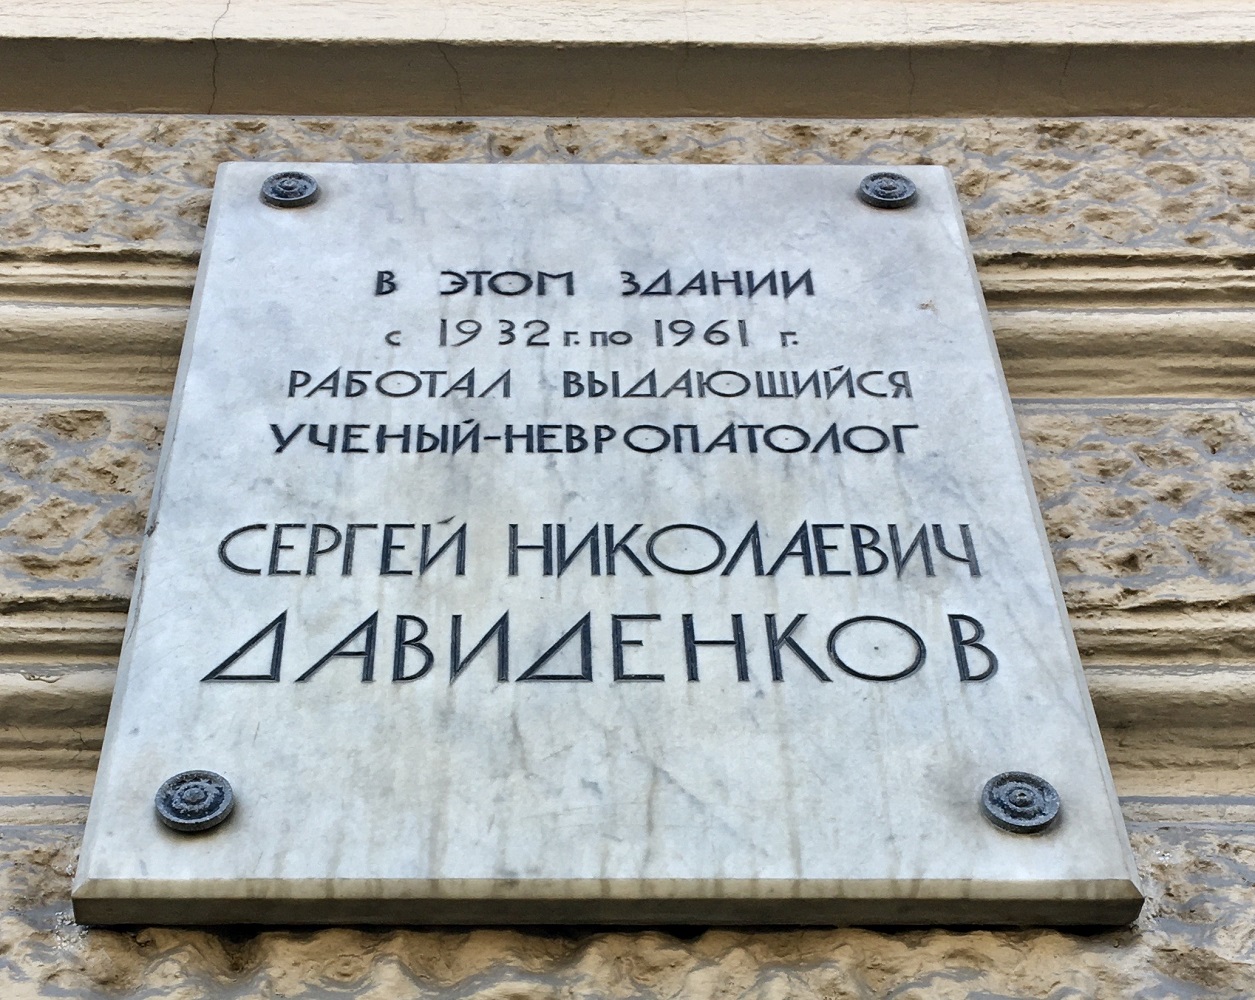 В ЭТОМ ЗДАНИИ
С 1932 Г. ПО 1961 Г.
РАБОТАЛ ВЫДАЮЩИЙСЯ
УЧЕНЫЙ-НЕВРОПАТОЛОГ
СЕРГЕЙ НИКОЛАЕВИЧ
ДАВИДЕНКОВ